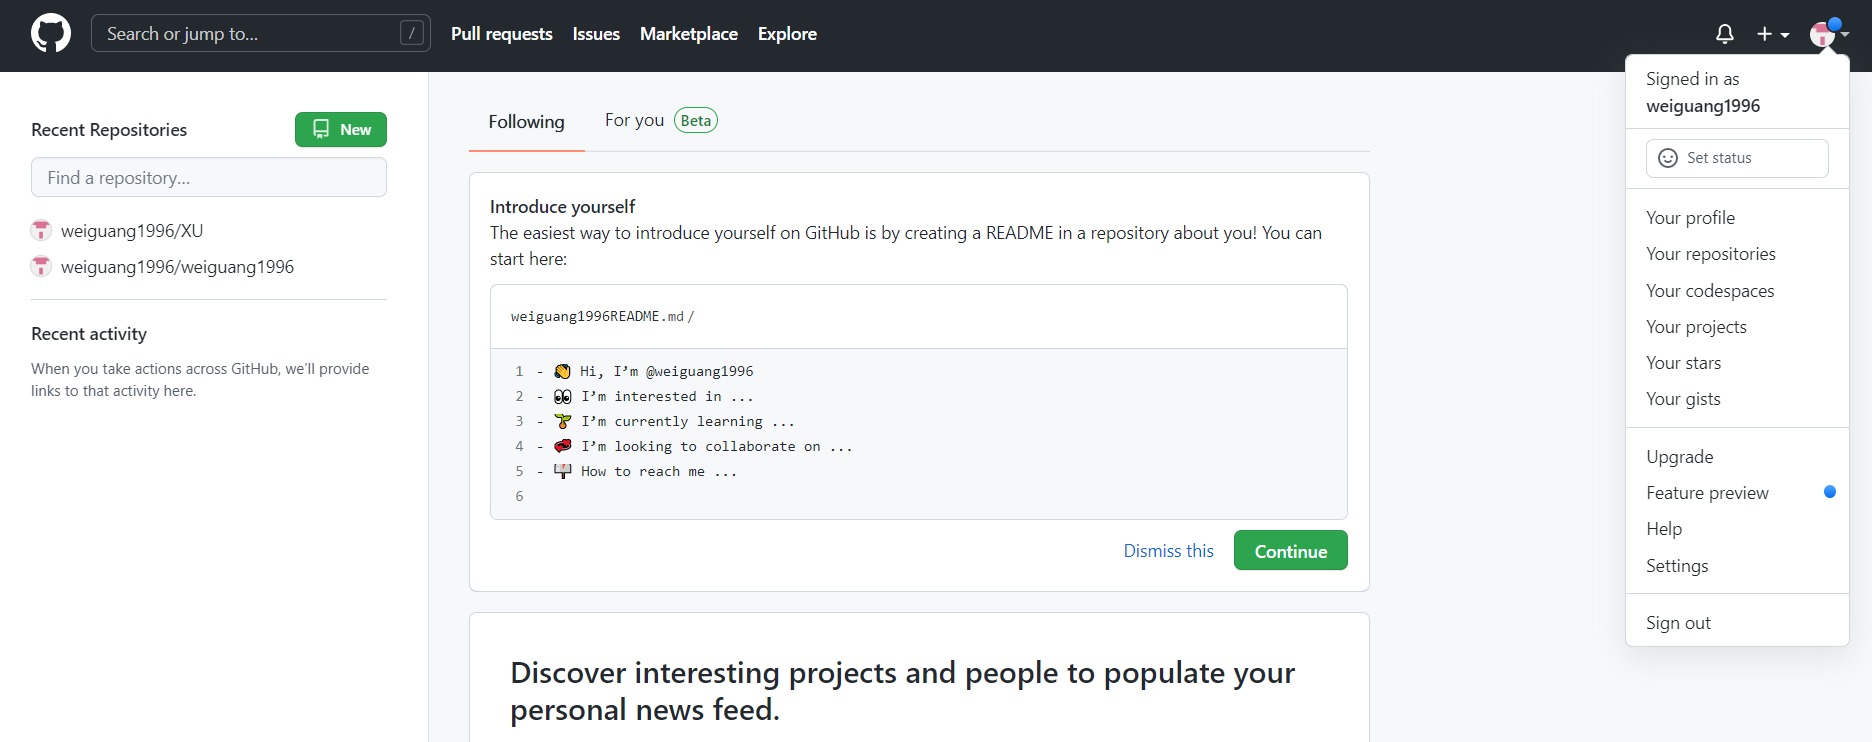 Search or jump to...
/
Pull requests
Issues
Marketplace
Explore
Signed in as
weiguang1996
Set status
Your profile
Your repositories
Your codespaces
Your projects
Your stars
Your gists
Upgrade
Feature preview
Help
Settings
Sign out
Recent Repositories
New
Find a repository...
weiguang1996/XU
weiguang1996/weiguang1996
Recent activity
When you take actions across GitHub, we’ll provide
links to that activity here.
Following
For you
Beta
Introduce yourself
The easiest way to introduce yourself on GitHub is by creating a README in a repository about you! You can
start here:
weiguang1996README.md /
1 - 👋 Hi, I’m @weiguang1996
2 - 👀 I’m interested in ...
3 - 🌱 I’m currently learning ...
4 - 💞️ I’m looking to collaborate on ...
5 - 📫 How to reach me ...
6
Dismiss this
Continue
Discover interesting projects and people to populate your
personal news feed.